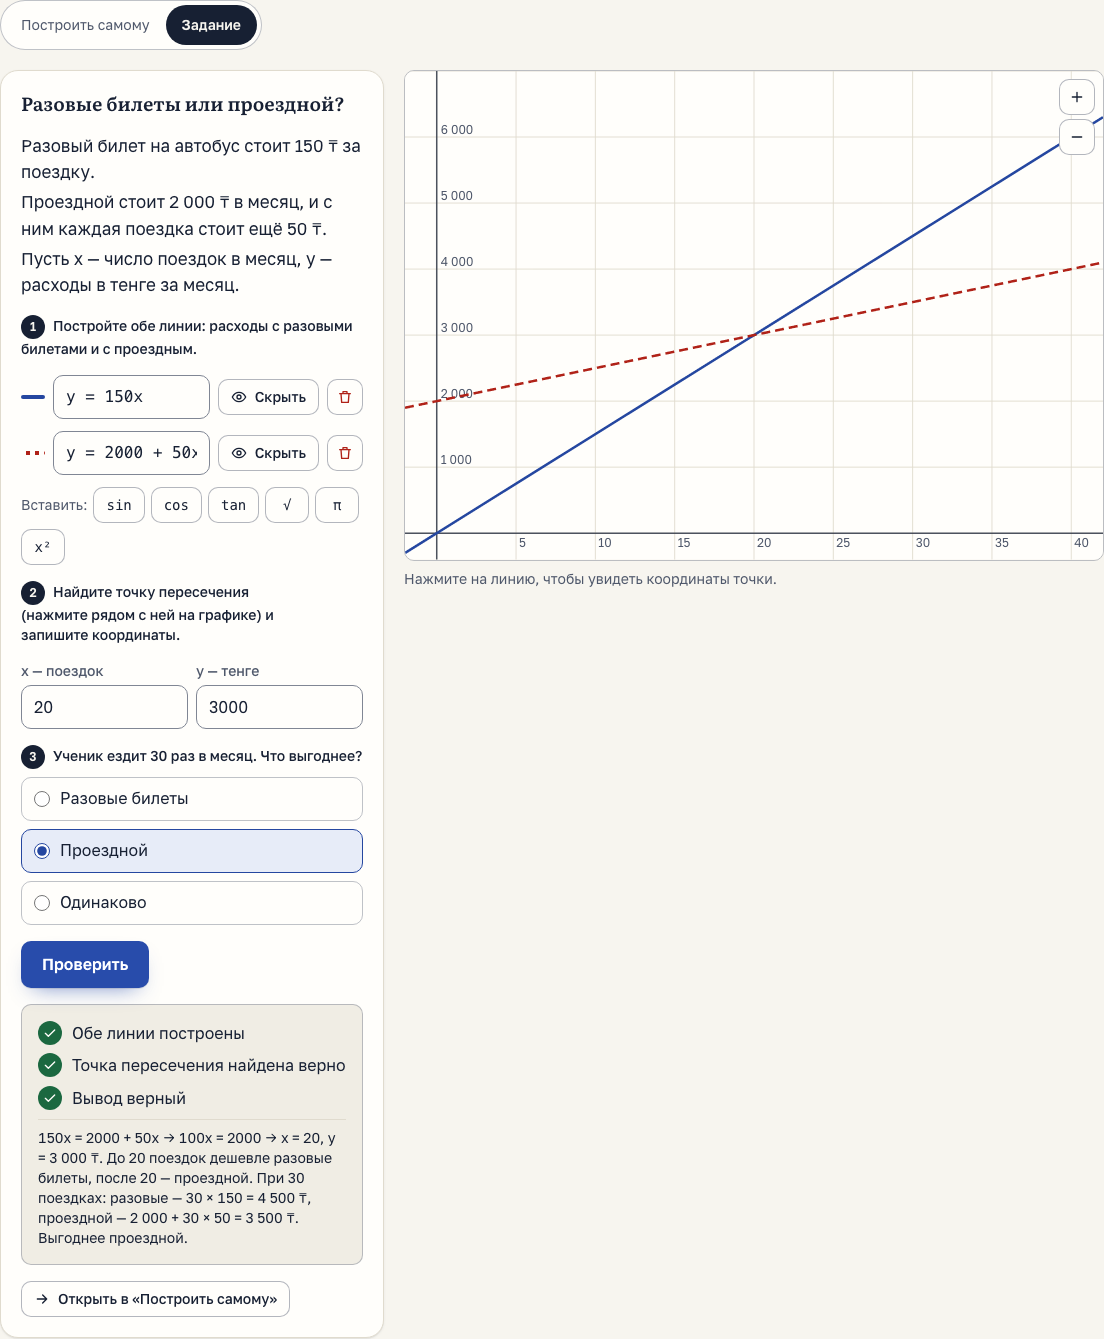 Построить самому
Задание
Разовые билеты или проездной?
Разовый билет на автобус стоит 150 ₸ за
поездку.
Проездной стоит 2 000 ₸ в месяц, и с
ним каждая поездка стоит ещё 50 ₸.
Пусть x — число поездок в месяц, y —
расходы в тенге за месяц.
1 Постройте обе линии: расходы с разовыми
билетами и с проездным.
y = 150x
Скрыть
y = 2000 + 50x
Скрыть
Вставить: sin cos tan √ π
x²
2 Найдите точку пересечения
(нажмите рядом с ней на графике) и
запишите координаты.
x — поездок
y — тенге
20
3000
3 Ученик ездит 30 раз в месяц. Что выгоднее?
Разовые билеты
Проездной
Одинаково
Проверить
Обе линии построены
Точка пересечения найдена верно
Вывод верный
150x = 2000 + 50x → 100x = 2000 → x = 20, y
= 3 000 ₸. До 20 поездок дешевле разовые
билеты, после 20 — проездной. При 30
поездках: разовые — 30 × 150 = 4 500 ₸,
проездной — 2 000 + 30 × 50 = 3 500 ₸.
Выгоднее проездной.
→ Открыть в «Построить самому»
+
−
6 000
5 000
4 000
3 000
2 000
1 000
5 10 15 20 25 30 35 40
Нажмите на линию, чтобы увидеть координаты точки.